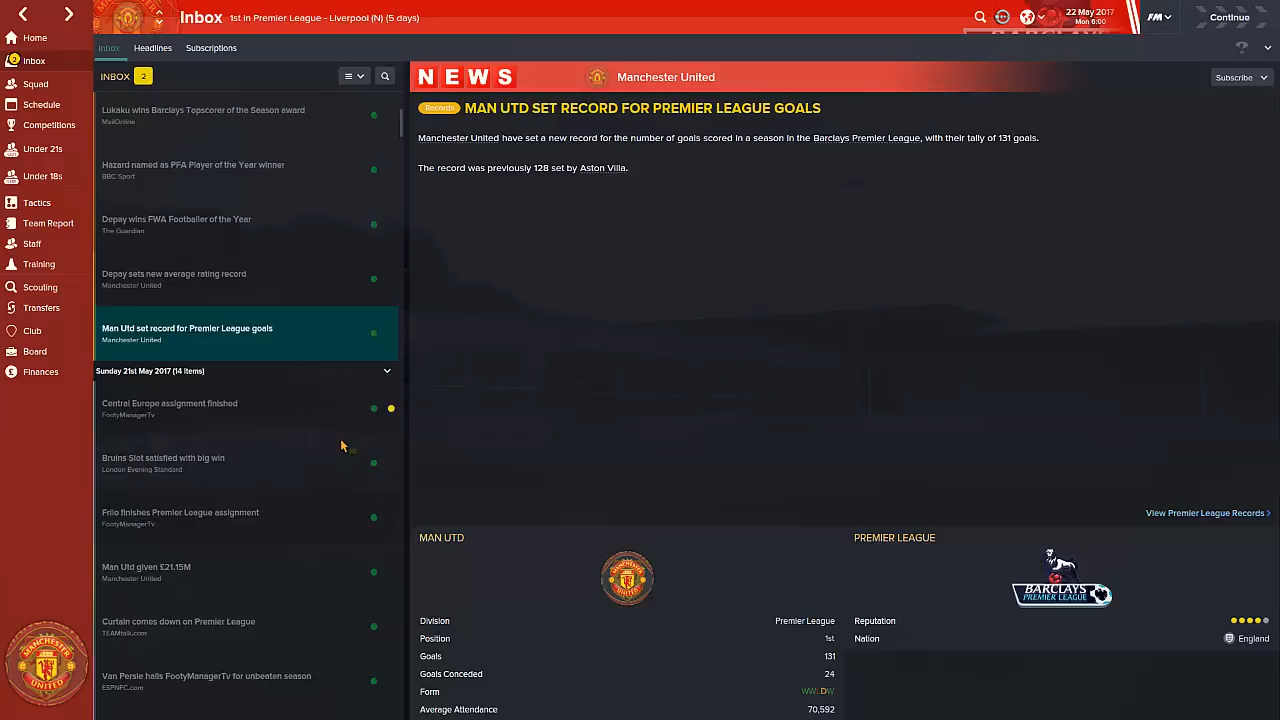 Inbox
1st in Premier League - Liverpool (N) (5 days)
22 May 2017
Mon 6:00
FM
Continue
Home
2
Inbox
Squad
Schedule
Competitions
Under 21s
Under 18s
Tactics
Team Report
Staff
Training
Scouting
Transfers
Club
Board
Finances
Inbox
Headlines
Subscriptions
INBOX 2
Lukaku wins Barclays Topscorer of the Season award
MailOnline
Hazard named as PFA Player of the Year winner
BBC Sport
Depay wins FWA Footballer of the Year
The Guardian
Depay sets new average rating record
Manchester United
Man Utd set record for Premier League goals
Manchester United
Sunday 21st May 2017 (14 items)
Central Europe assignment finished
FootyManagerTv
Bruins Slot satisfied with big win
London Evening Standard
Friio finishes Premier League assignment
FootyManagerTv
Man Utd given £21.15M
Manchester United
Curtain comes down on Premier League
TEAMtalk.com
Van Persie hails FootyManagerTv for unbeaten season
ESPNFC.com
NEWS
Manchester United
Subscribe
Records MAN UTD SET RECORD FOR PREMIER LEAGUE GOALS
Manchester United have set a new record for the number of goals scored in a season in the Barclays Premier League, with their tally of 131 goals.
The record was previously 128 set by Aston Villa.
View Premier League Records >
MAN UTD
MANCHESTER
UNITED
Division Premier League
Position 1st
Goals 131
Goals Conceded 24
Form WWLDW
Average Attendance 70,592
PREMIER LEAGUE
BARCLAYS
PREMIER LEAGUE
Reputation
Nation England
MANCHESTER
UNITED